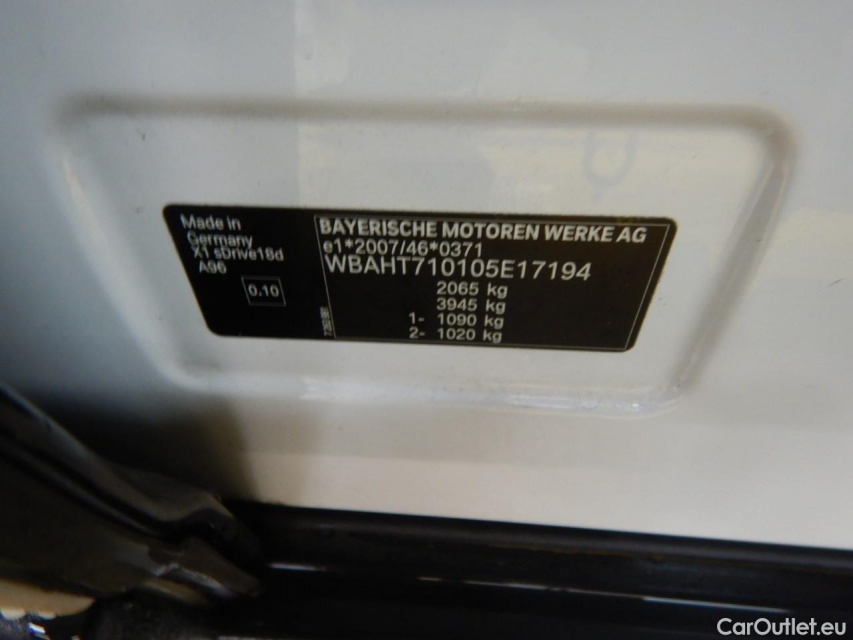 Made in
Germany
X1 sDrive18d
A96
0.10
BAYERISCHE MOTOREN WERKE AG
e1*2007/46*0371
WBAHT710105E17194
2065 kg
3945 kg
1- 1090 kg
2- 1020 kg
CarOutlet.eu